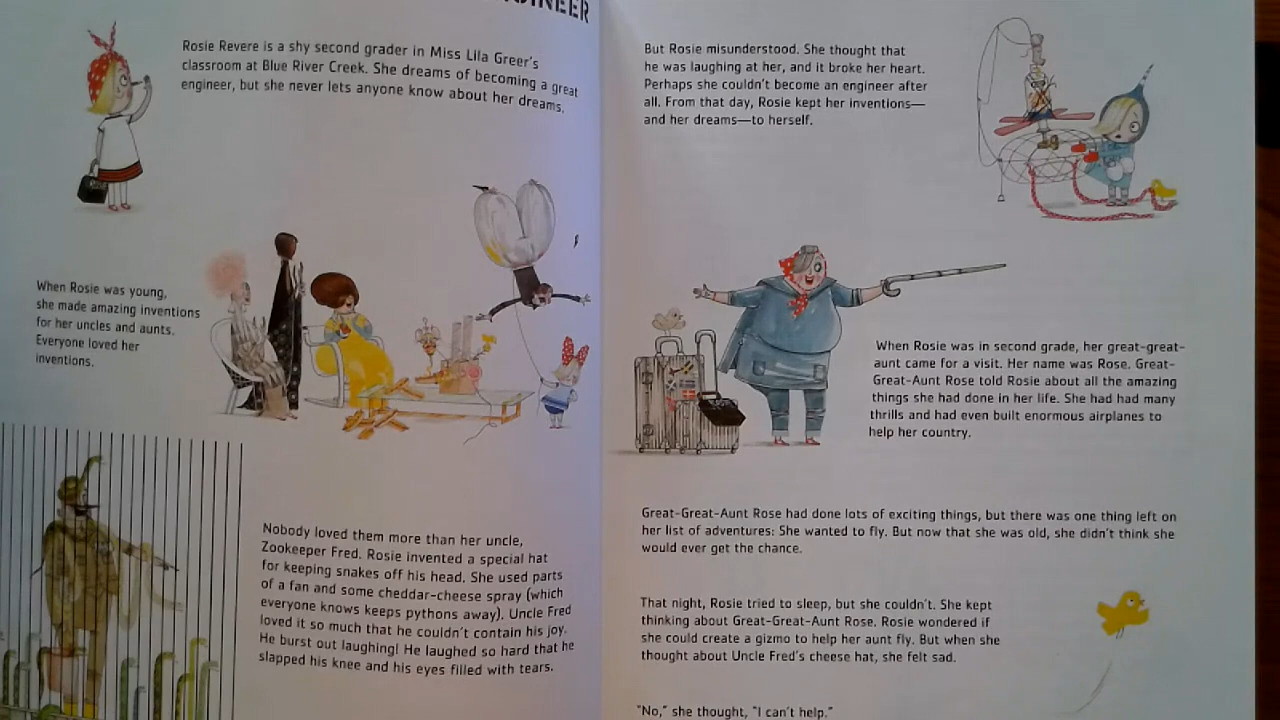 Rosie Revere is a shy second grader in Miss Lila Greer's
classroom at Blue River Creek. She dreams of becoming a great
engineer, but she never lets anyone know about her dreams.
When Rosie was young,
she made amazing inventions
for her uncles and aunts.
Everyone loved her
inventions.
Nobody loved them more than her uncle,
Zookeeper Fred. Rosie invented a special hat
for keeping snakes off his head. She used parts
of a fan and some cheddar-cheese spray (which
everyone knows keeps pythons away). Uncle Fred
loved it so much that he couldn't contain his joy.
He burst out laughing! He laughed so hard that he
slapped his knee and his eyes filled with tears.
But Rosie misunderstood. She thought that
he was laughing at her, and it broke her heart.
Perhaps she couldn't become an engineer after
all. From that day, Rosie kept her inventions—
and her dreams—to herself.
When Rosie was in second grade, her great-great-
aunt came for a visit. Her name was Rose. Great-
Great-Aunt Rose told Rosie about all the amazing
things she had done in her life. She had had many
thrills and had even built enormous airplanes to
help her country.
Great-Great-Aunt Rose had done lots of exciting things, but there was one thing left on
her list of adventures: She wanted to fly. But now that she was old, she didn't think she
would ever get the chance.
That night, Rosie tried to sleep, but she couldn't. She kept
thinking about Great-Great-Aunt Rose. Rosie wondered if
she could create a gizmo to help her aunt fly. But when she
thought about Uncle Fred's cheese hat, she felt sad.
"No," she thought, "I can't help."